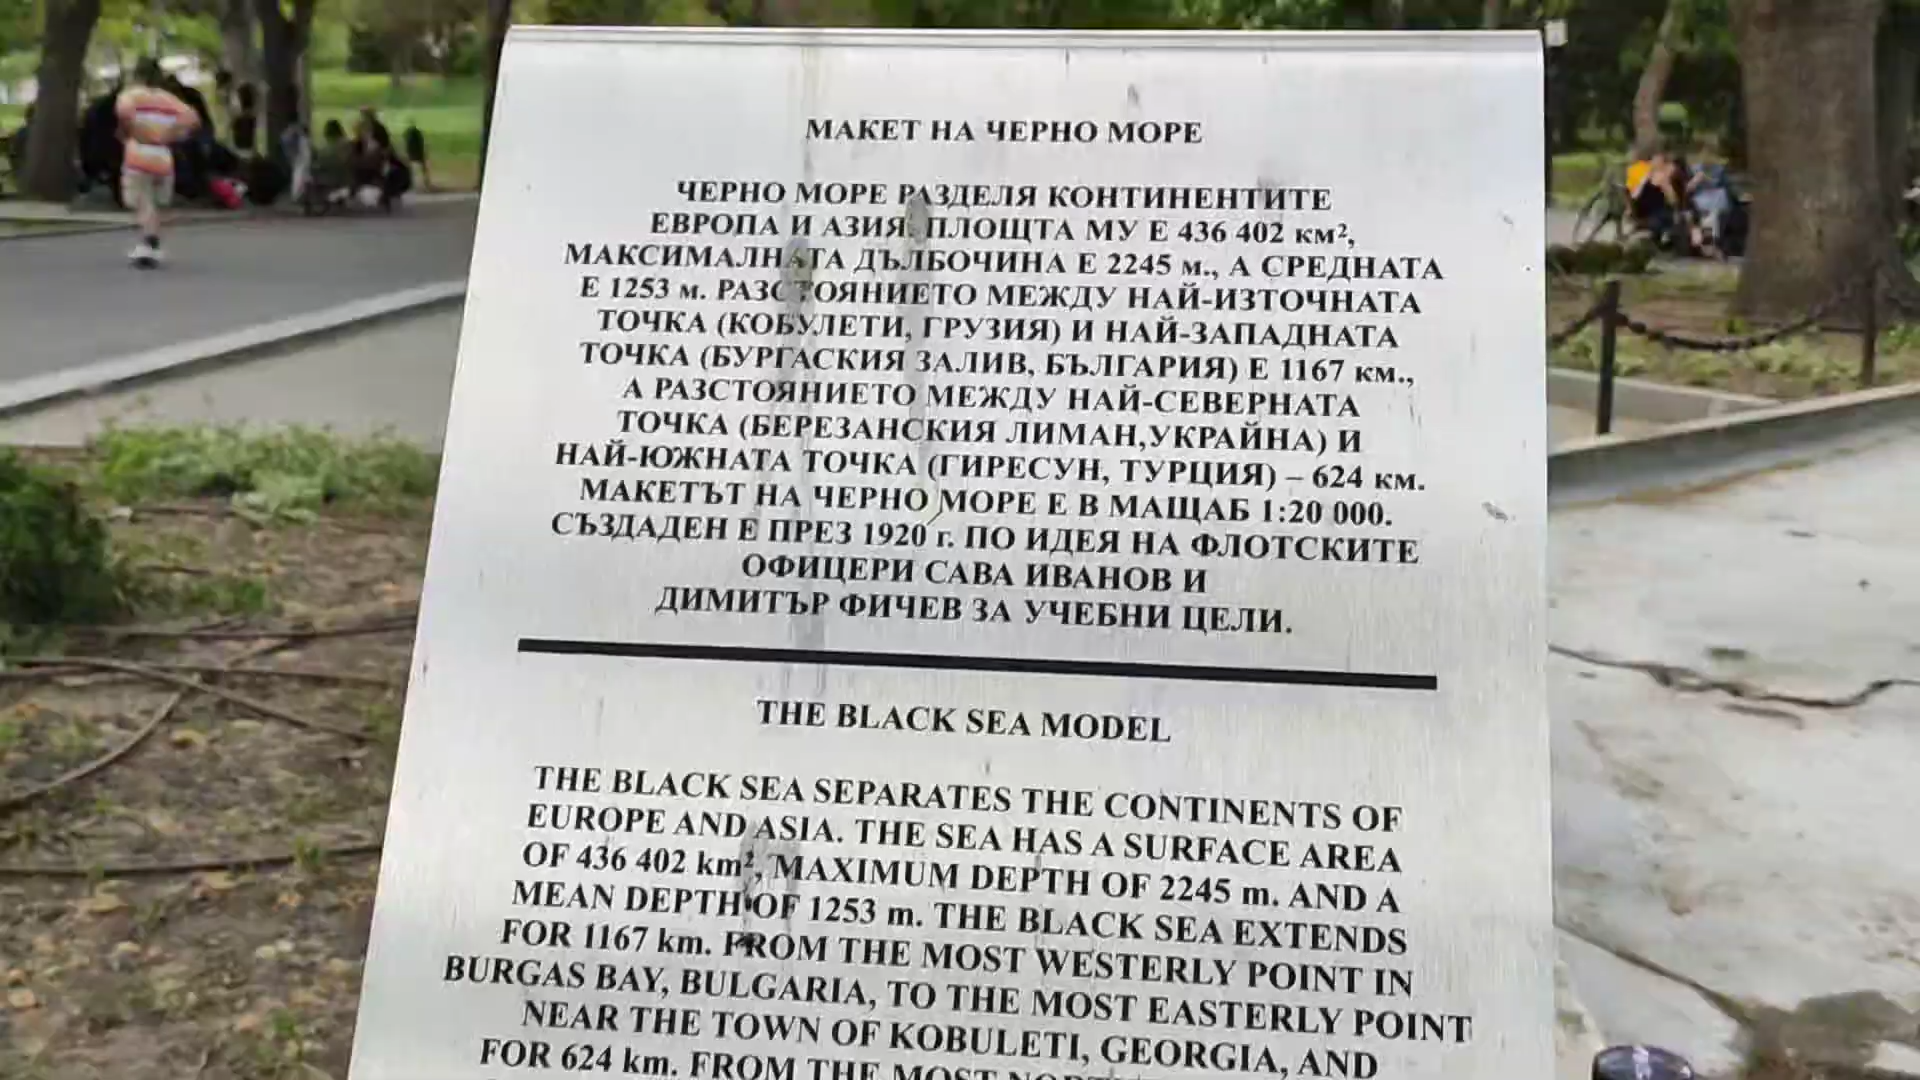 МАКЕТ НА ЧЕРНО МОРЕ
ЧЕРНО МОРЕ РАЗДЕЛЯ КОНТИНЕНТИТЕ
ЕВРОПА И АЗИЯ. ПЛОЩТА МУ Е 436 402 км²,
МАКСИМАЛНАТА ДЪЛБОЧИНА Е 2245 м., А СРЕДНАТА
Е 1253 м. РАЗСТОЯНИЕТО МЕЖДУ НАЙ-ИЗТОЧНАТА
ТОЧКА (КОБУЛЕТИ, ГРУЗИЯ) И НАЙ-ЗАПАДНАТА
ТОЧКА (БУРГАСКИЯ ЗАЛИВ, БЪЛГАРИЯ) Е 1167 км.,
А РАЗСТОЯНИЕТО МЕЖДУ НАЙ-СЕВЕРНАТА
ТОЧКА (БЕРЕЗАНСКИЯ ЛИМАН,УКРАЙНА) И
НАЙ-ЮЖНАТА ТОЧКА (ГИРЕСУН, ТУРЦИЯ) – 624 км.
МАКЕТЪТ НА ЧЕРНО МОРЕ Е В МАЩАБ 1:20 000.
СЪЗДАДЕН Е ПРЕЗ 1920 г. ПО ИДЕЯ НА ФЛОТСКИТЕ
ОФИЦЕРИ САВА ИВАНОВ И
ДИМИТЪР ФИЧЕВ ЗА УЧЕБНИ ЦЕЛИ.
THE BLACK SEA MODEL
THE BLACK SEA SEPARATES THE CONTINENTS OF
EUROPE AND ASIA. THE SEA HAS A SURFACE AREA
OF 436 402 km², MAXIMUM DEPTH OF 2245 m. AND A
MEAN DEPTH OF 1253 m. THE BLACK SEA EXTENDS
FOR 1167 km. FROM THE MOST WESTERLY POINT IN
BURGAS BAY, BULGARIA, TO THE MOST EASTERLY POINT
NEAR THE TOWN OF KOBULETI, GEORGIA, AND
FOR 624 km. FROM THE MOST